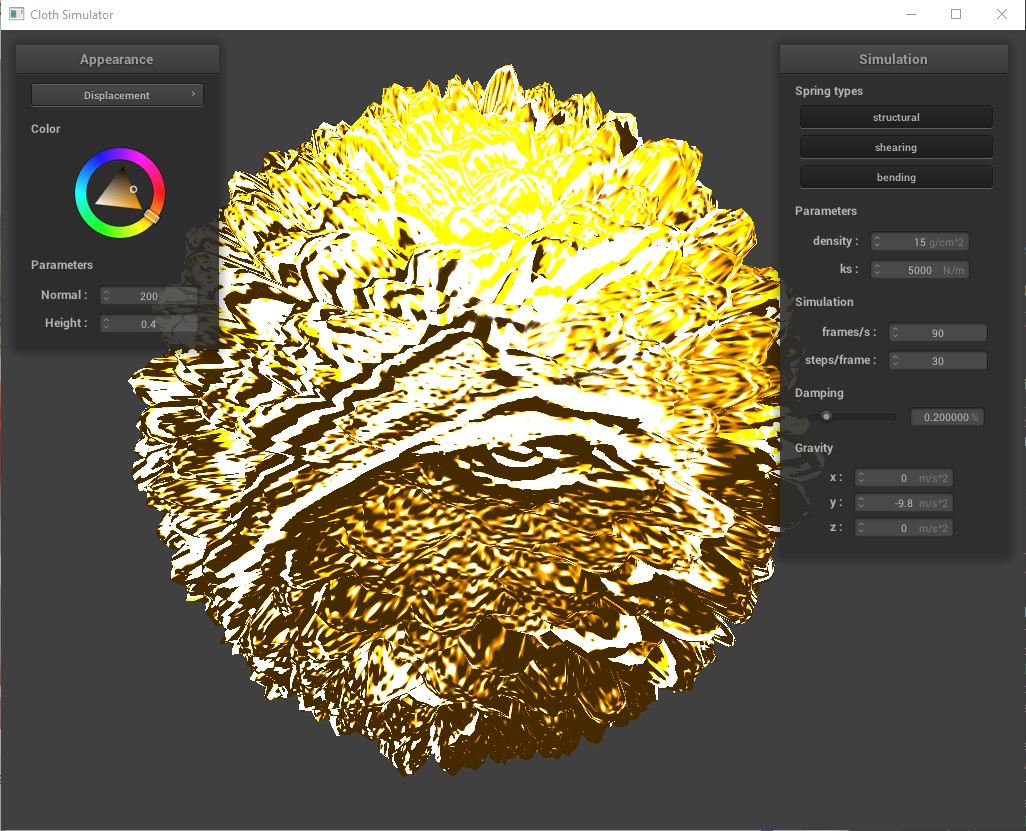 Cloth Simulator
Appearance
Displacement
Color
Parameters
Normal : 200
Height : 0.4
Simulation
Spring types
structural
shearing
bending
Parameters
density : 15 g/cm^2
ks : 5000 N/m
Simulation
frames/s : 90
steps/frame : 30
Damping
0.200000 %
Gravity
x : 0 m/s^2
y : -9.8 m/s^2
z : 0 m/s^2